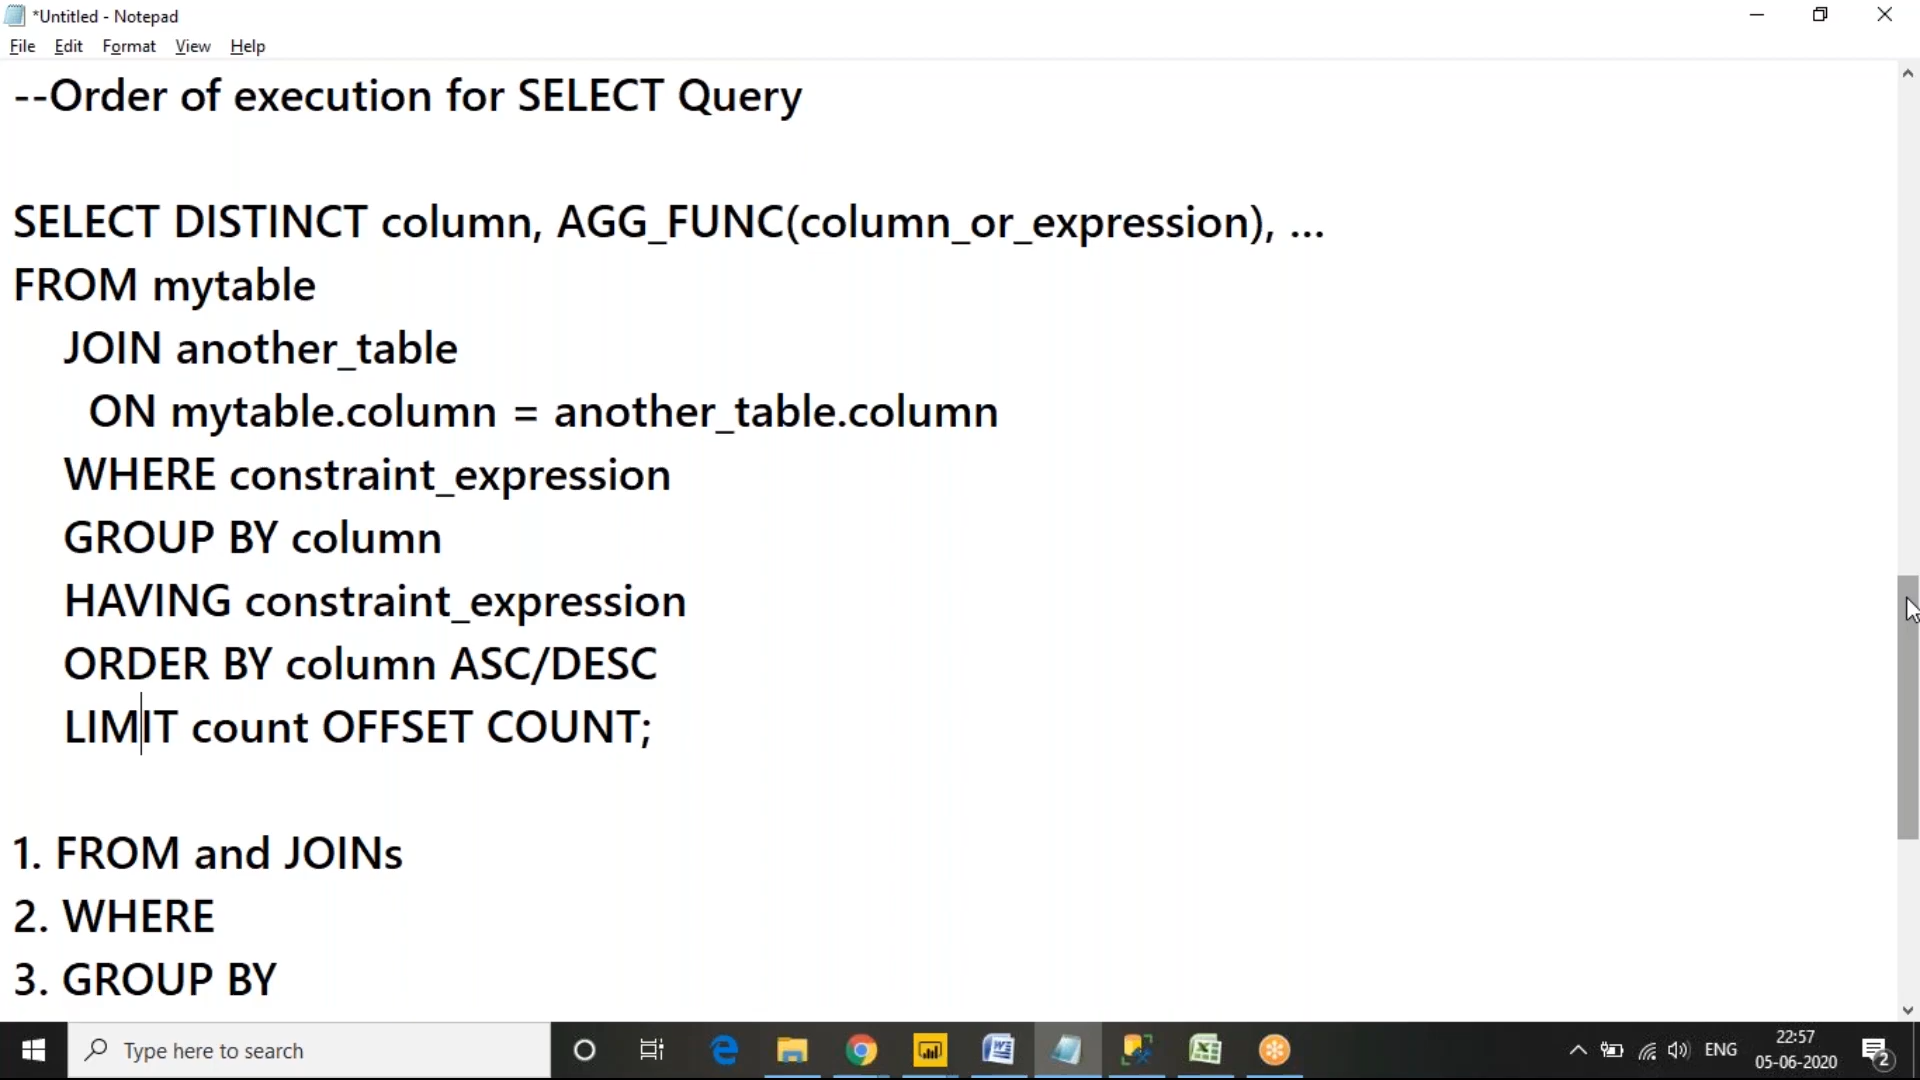 *Untitled - Notepad
File Edit Format View Help
--Order of execution for SELECT Query
SELECT DISTINCT column, AGG_FUNC(column_or_expression), ...
FROM mytable
JOIN another_table
ON mytable.column = another_table.column
WHERE constraint_expression
GROUP BY column
HAVING constraint_expression
ORDER BY column ASC/DESC
LIMIT count OFFSET COUNT;
1. FROM and JOINs
2. WHERE
3. GROUP BY
Type here to search
ENG
22:57
05-06-2020
2